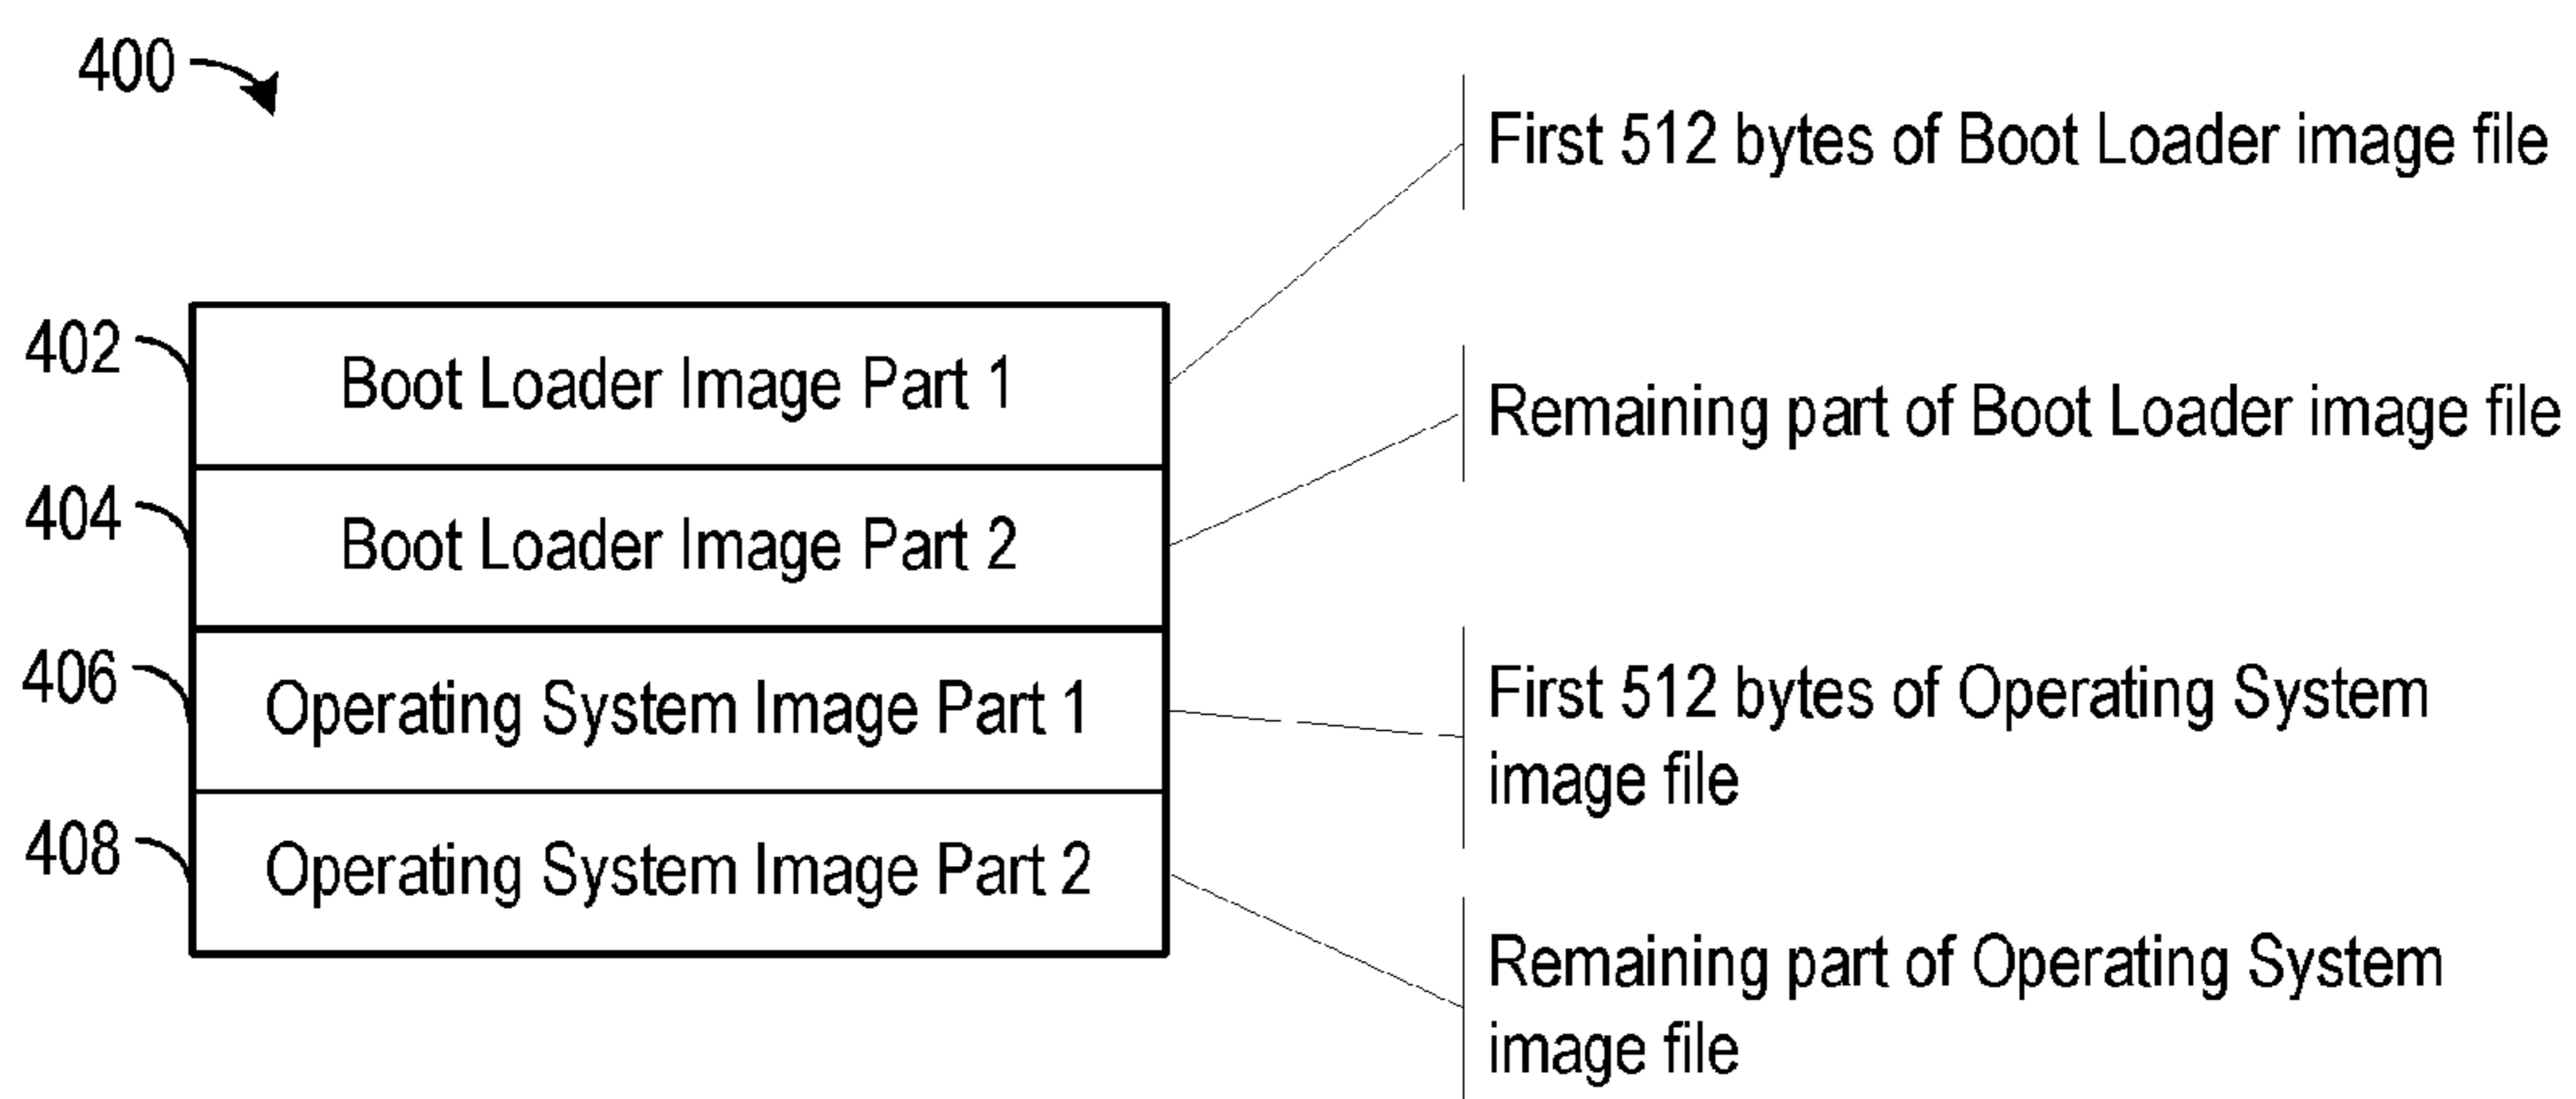 400
First 512 bytes of Boot Loader image file
402
Boot Loader Image Part 1
Remaining part of Boot Loader image file
404
Boot Loader Image Part 2
406
Operating System Image Part 1
First 512 bytes of Operating System
image file
408
Operating System Image Part 2
Remaining part of Operating System
image file